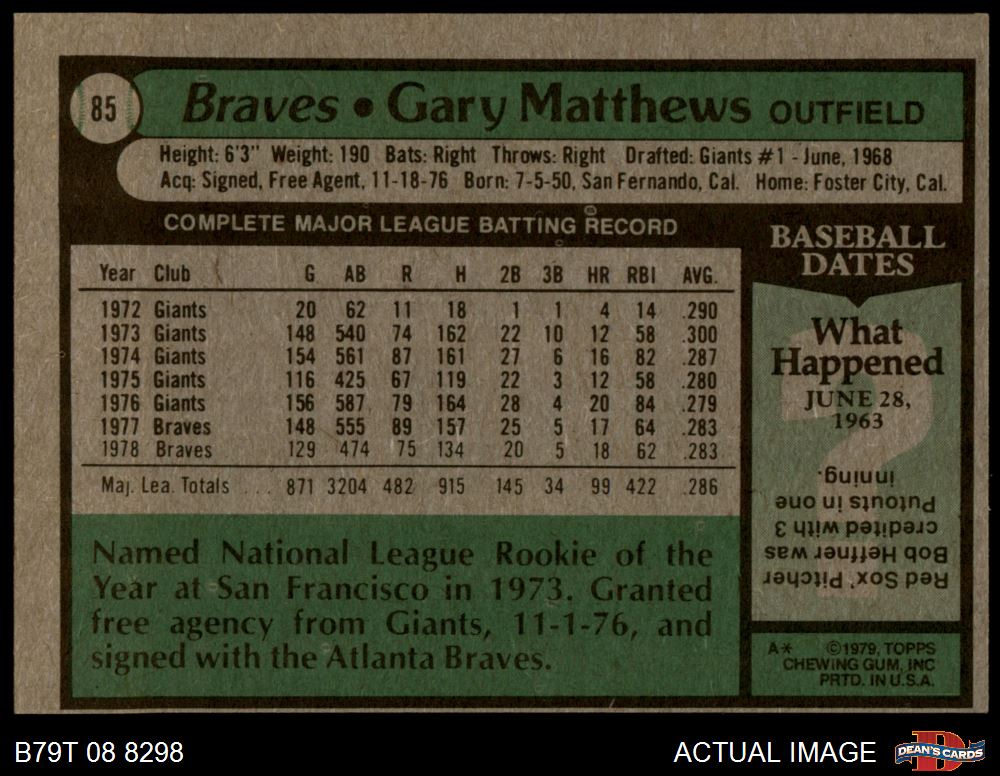 85
Braves • Gary Matthews OUTFIELD
Height: 6'3" Weight: 190 Bats: Right Throws: Right Drafted: Giants #1 - June, 1968
Acq: Signed, Free Agent, 11-18-76 Born: 7-5-50, San Fernando, Cal. Home: Foster City, Cal.
COMPLETE MAJOR LEAGUE BATTING RECORD
Year Club G AB R H 2B 3B HR RBI AVG.
1972 Giants 20 62 11 18 1 1 4 14 .290
1973 Giants 148 540 74 162 22 10 12 58 .300
1974 Giants 154 561 87 161 27 6 16 82 .287
1975 Giants 116 425 67 119 22 3 12 58 .280
1976 Giants 156 587 79 164 28 4 20 84 .279
1977 Braves 148 555 89 157 25 5 17 64 .283
1978 Braves 129 474 75 134 20 5 18 62 .283
Maj. Lea. Totals ... 871 3204 482 915 145 34 99 422 .286
Named National League Rookie of the
Year at San Francisco in 1973. Granted
free agency from Giants, 11-1-76, and
signed with the Atlanta Braves.
BASEBALL
DATES
What
Happened
JUNE 28,
1963
Red Sox' Pitcher
Bob Heffner was
credited with 3
Putouts in one
inning.
A* ©1979, TOPPS
CHEWING GUM, INC
PRTD. IN U.S.A.
B79T 08 8298
ACTUAL IMAGE
DEAN'S CARDS